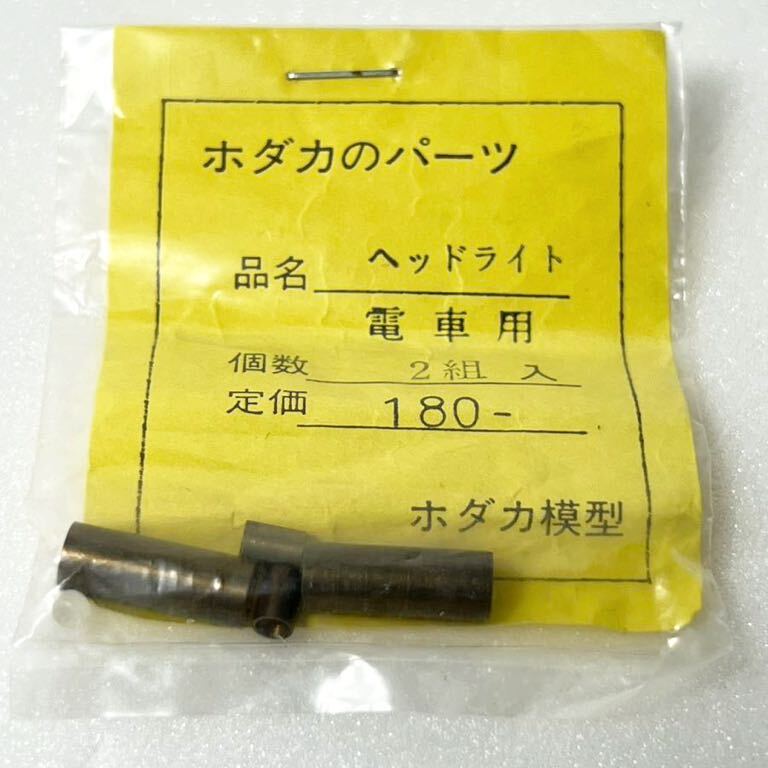 ホダカのパーツ
品名 ヘッドライト
電車用
個数 2組入
定価 180-
ホダカ模型